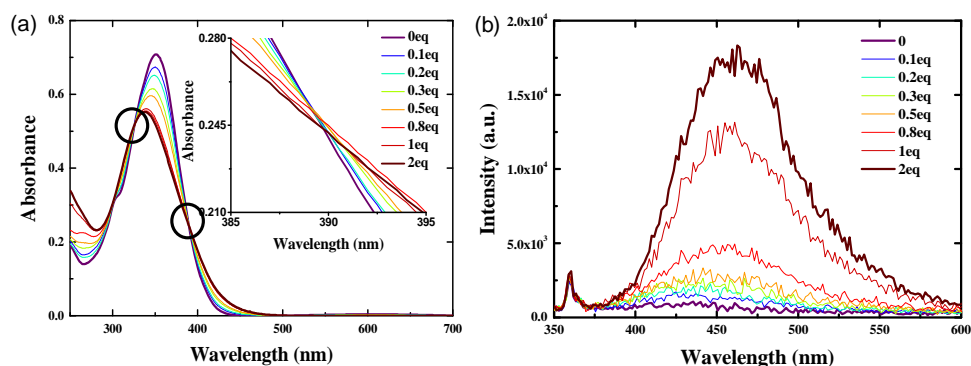 (a)
Absorbance
0.8
0.6
0.4
0.2
0.0
300
400
500
600
700
Wavelength (nm)
0.280
0.245
0.210
Absorbance
385
390
395
Wavelength (nm)
0eq
0.1eq
0.2eq
0.3eq
0.5eq
0.8eq
1eq
2eq
(b)
Intensity (a.u.)
2.0x10⁴
1.5x10⁴
1.0x10⁴
5.0x10³
0.0
350
400
450
500
550
600
Wavelength (nm)
0
0.1eq
0.2eq
0.3eq
0.5eq
0.8eq
1eq
2eq